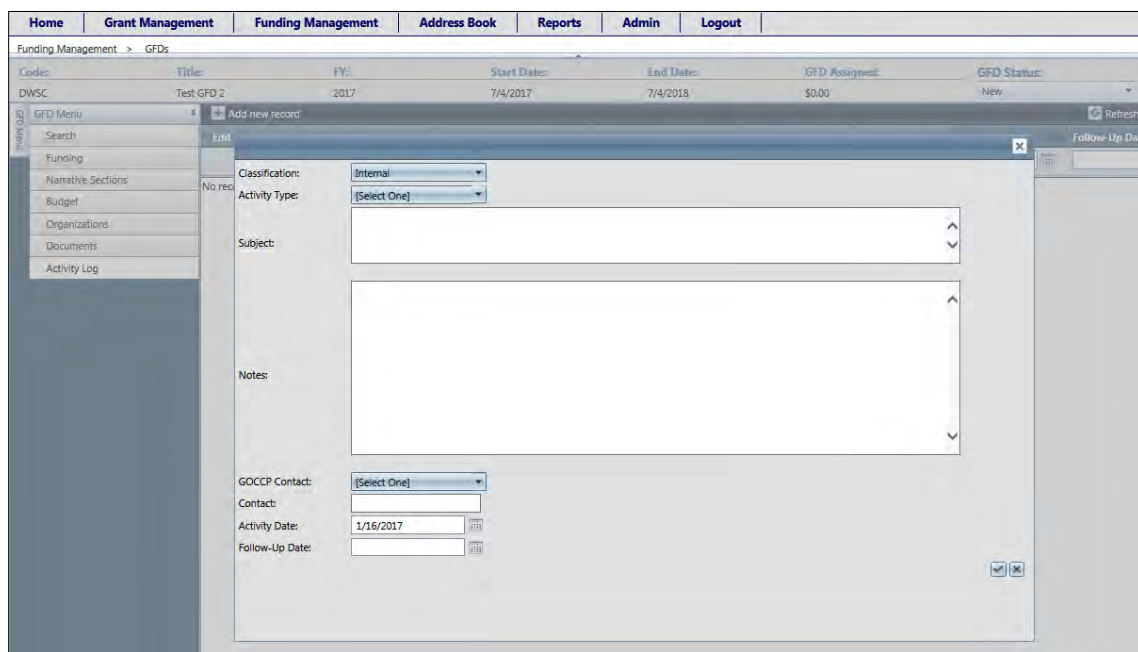 Home Grant Management Funding Management Address Book Reports Admin Logout
Funding Management > GFDs
Code: Title: FY: Start Date: End Date: GFD Assigned: GFD Status:
DWSC Test GFD 2 2017 7/4/2017 7/4/2018 $0.00 New
GFD Menu
GFD Menu Add new record Refresh
Search
Edit Follow-Up Da
Funding
Narrative Sections
No rec
Budget
Organizations
Documents
Activity Log
Classification: Internal
Activity Type: [Select One]
Subject:
Notes:
GOCCP Contact: [Select One]
Contact:
Activity Date: 1/16/2017
Follow-Up Date: